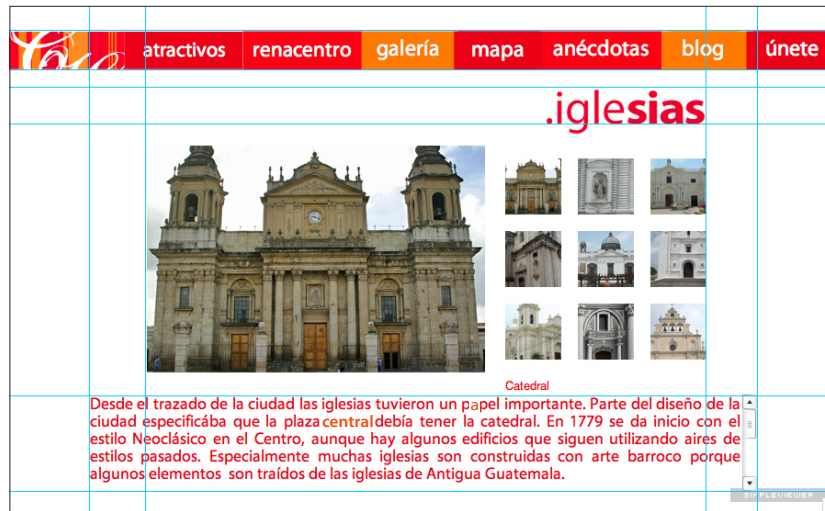 atractivos renacentro galería mapa anécdotas blog únete
.iglesias
Catedral
Desde el trazado de la ciudad las iglesias tuvieron un papel importante. Parte del diseño de la
ciudad especificába que la plaza central debía tener la catedral. En 1779 se da inicio con el
estilo Neoclásico en el Centro, aunque hay algunos edificios que siguen utilizando aires de
estilos pasados. Especialmente muchas iglesias son construidas con arte barroco porque
algunos elementos son traídos de las iglesias de Antigua Guatemala.
SIMPLEVIEWER